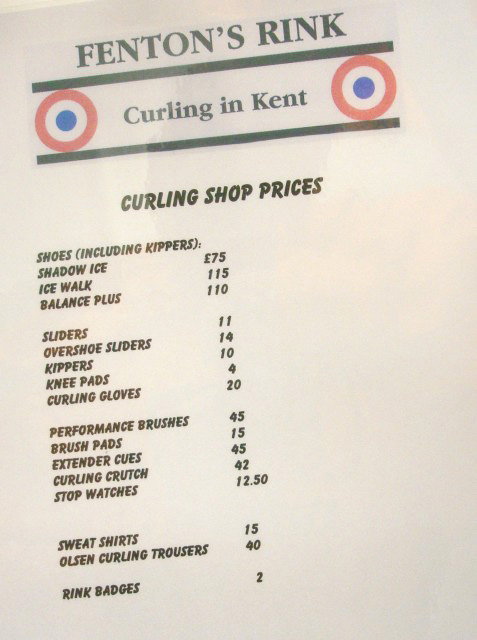 FENTON'S RINK
Curling in Kent
CURLING SHOP PRICES
SHOES (INCLUDING KIPPERS):
SHADOW ICE £75
ICE WALK 115
BALANCE PLUS 110
SLIDERS 11
OVERSHOE SLIDERS 14
KIPPERS 10
KNEE PADS 4
CURLING GLOVES 20
PERFORMANCE BRUSHES 45
BRUSH PADS 15
EXTENDER CUES 45
CURLING CRUTCH 42
STOP WATCHES 12.50
SWEAT SHIRTS 15
OLSEN CURLING TROUSERS 40
RINK BADGES 2